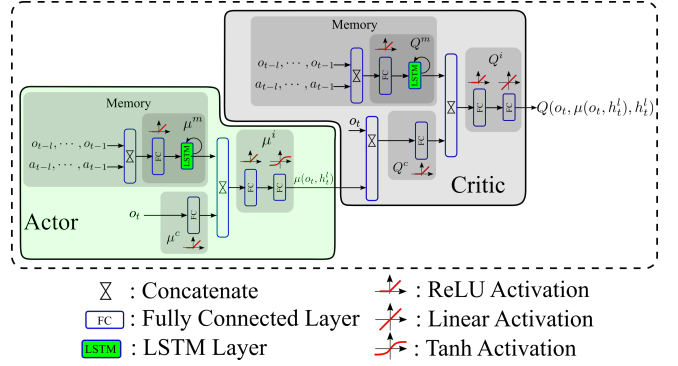 Memory
Q^m
o_{t-l}, ⋯, o_{t-1}
a_{t-l}, ⋯, a_{t-1}
FC
LSTM
Q^i
FC
FC
Q(o_t, μ(o_t, h_t^l), h_t^l)
o_t
FC
Q^c
Critic
Memory
μ^m
o_{t-l}, ⋯, o_{t-1}
a_{t-l}, ⋯, a_{t-1}
FC
LSTM
μ^i
FC
FC
μ(o_t, h_t^l)
Actor
o_t
FC
μ^c
: Concatenate
FC : Fully Connected Layer
LSTM : LSTM Layer
: ReLU Activation
: Linear Activation
: Tanh Activation